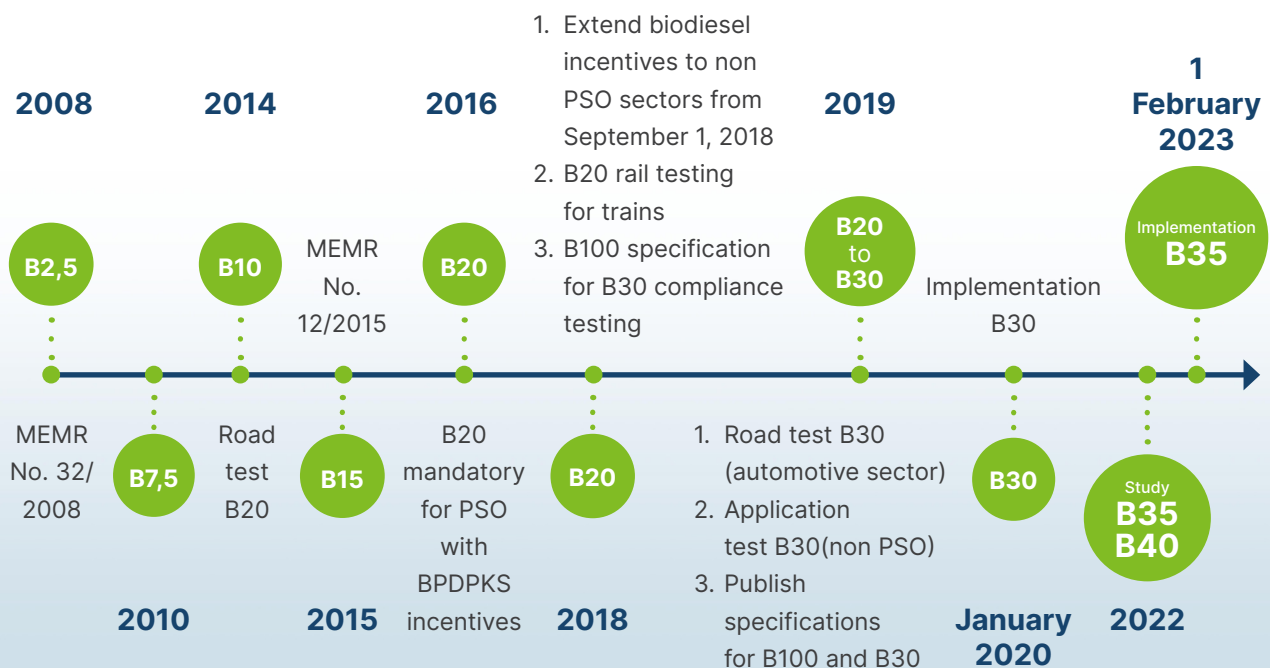 2008
B2,5
MEMR
No. 32/
2008
B7,5
2010
2014
B10
Road
test
B20
MEMR
No.
12/2015
B15
2015
2016
B20
B20
mandatory
for PSO
with
BPDPKS
incentives
1. Extend biodiesel
incentives to non
PSO sectors from
September 1, 2018
2. B20 rail testing
for trains
3. B100 specification
for B30 compliance
testing
B20
2018
2019
B20
to
B30
1. Road test B30
(automotive sector)
2. Application
test B30(non PSO)
3. Publish
specifications
for B100 and B30
Implementation
B30
B30
January
2020
Study
B35
B40
2022
1
February
2023
Implementation
B35